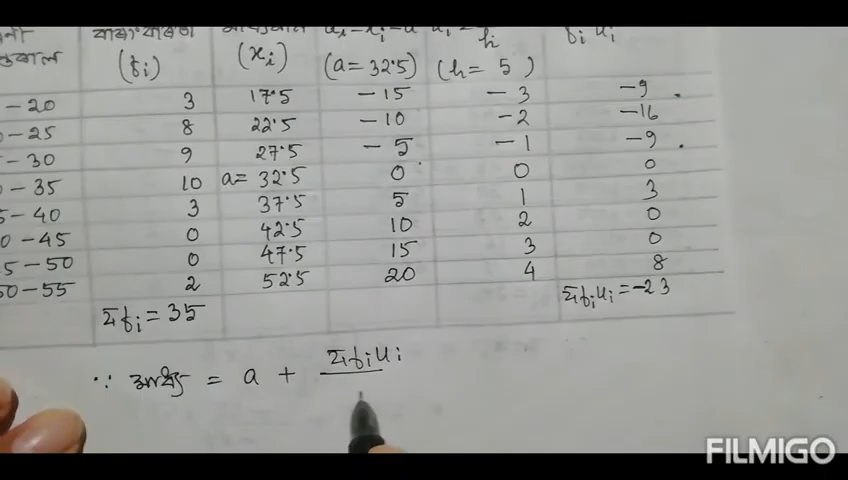 (fi) (xi) (a= 32.5) (h= 5) fi ui
-20 3 17.5 -15 -3 -9
-25 8 22.5 -10 -2 -16
-30 9 27.5 -5 -1 -9
-35 10 a= 32.5 0 0 0
-40 3 37.5 5 1 3
-45 0 42.5 10 2 0
5-50 0 47.5 15 3 0
50-55 2 52.5 20 4 8
Σfi = 35 Σfiui = -23
∵ = a + Σfiui
FILMIGO